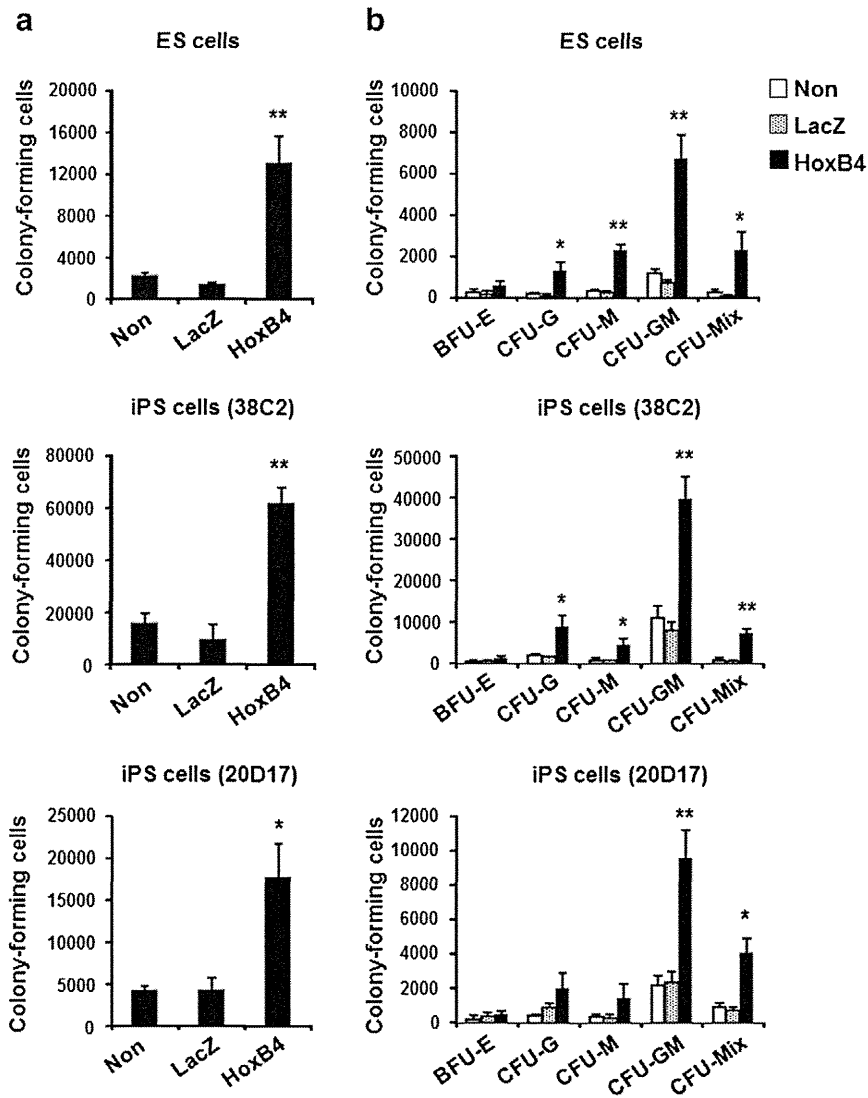 a
ES cells
Colony-forming cells
20000
16000
12000
8000
4000
0
**
Non
LacZ
HoxB4
b
ES cells
Colony-forming cells
10000
8000
6000
4000
2000
0
*
**
**
*
BFU-E
CFU-G
CFU-M
CFU-GM
CFU-Mix
Non
LacZ
HoxB4
iPS cells (38C2)
Colony-forming cells
80000
60000
40000
20000
0
**
Non
LacZ
HoxB4
iPS cells (38C2)
Colony-forming cells
50000
40000
30000
20000
10000
0
*
*
**
**
BFU-E
CFU-G
CFU-M
CFU-GM
CFU-Mix
iPS cells (20D17)
Colony-forming cells
25000
20000
15000
10000
5000
0
*
Non
LacZ
HoxB4
iPS cells (20D17)
Colony-forming cells
12000
10000
8000
6000
4000
2000
0
**
*
BFU-E
CFU-G
CFU-M
CFU-GM
CFU-Mix